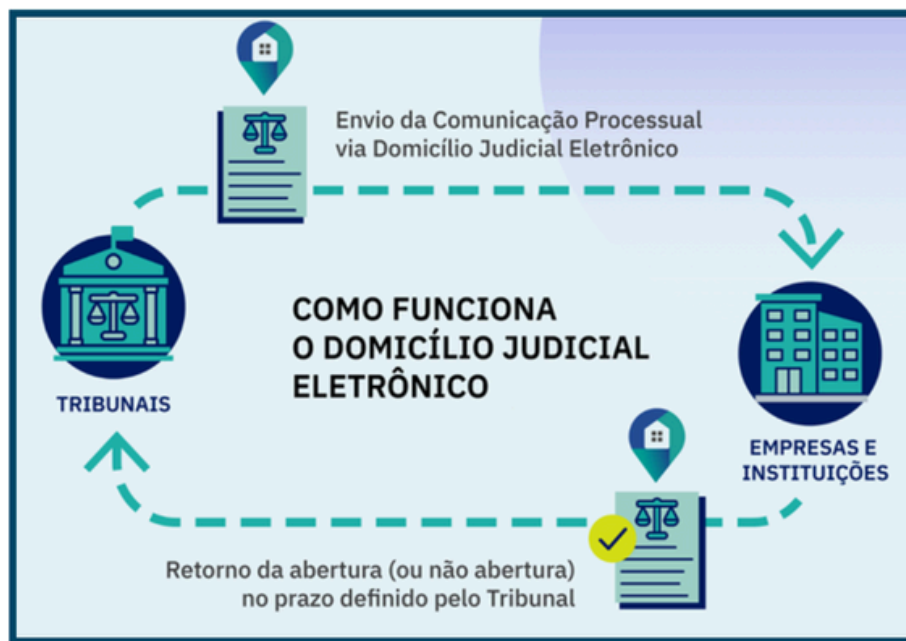 Envio da Comunicação Processual
via Domicílio Judicial Eletrônico
COMO FUNCIONA
O DOMICÍLIO JUDICIAL
ELETRÔNICO
TRIBUNAIS
EMPRESAS E
INSTITUIÇÕES
Retorno da abertura (ou não abertura)
no prazo definido pelo Tribunal